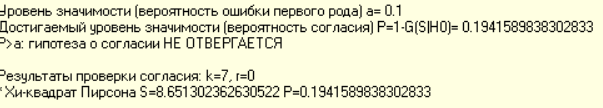 Уровень значимости (вероятность ошибки первого рода) а= 0.1
Достигаемый уровень значимости (вероятность согласия) P=1-G(S|H0)= 0.1941589838302833
P>а: гипотеза о согласии НЕ ОТВЕРГАЕТСЯ
Результаты проверки согласия: k=7, r=0
*Хи-квадрат Пирсона S=8.651302362630522 P=0.1941589838302833